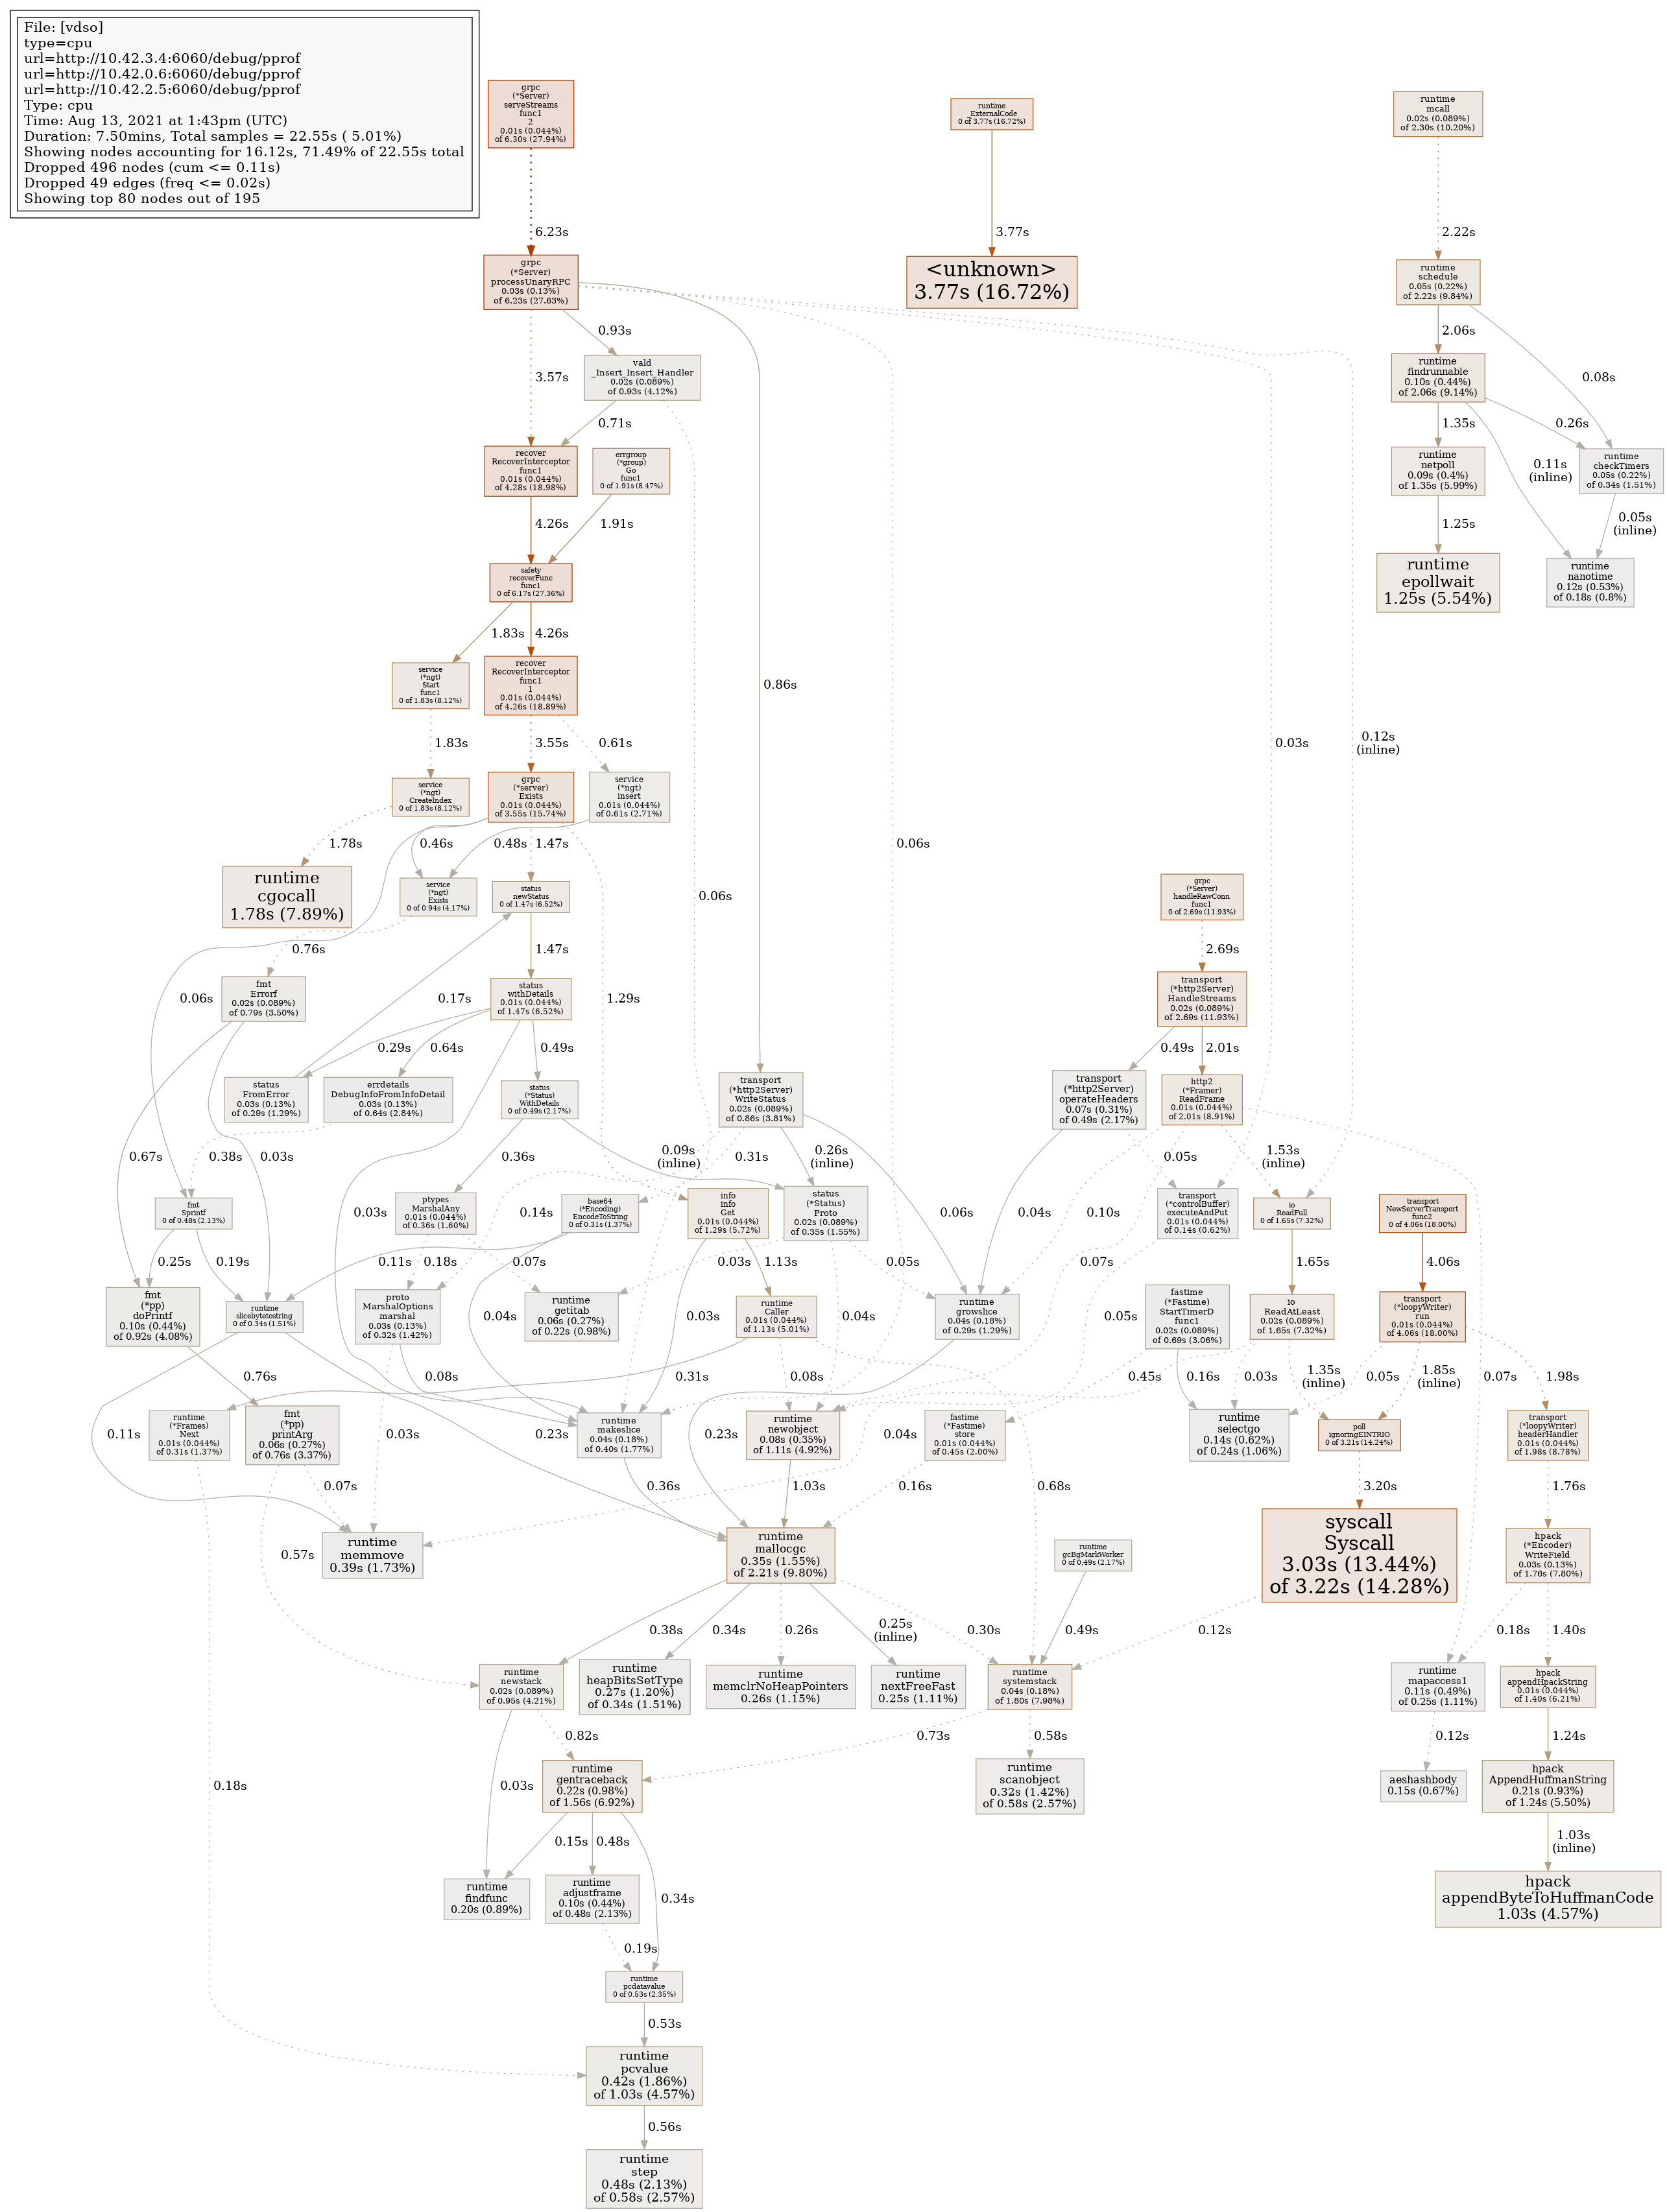 File: [vdso]
type=cpu
url=http://10.42.3.4:6060/debug/pprof
url=http://10.42.0.6:6060/debug/pprof
url=http://10.42.2.5:6060/debug/pprof
Type: cpu
Time: Aug 13, 2021 at 1:43pm (UTC)
Duration: 7.50mins, Total samples = 22.55s ( 5.01%)
Showing nodes accounting for 16.12s, 71.49% of 22.55s total
Dropped 496 nodes (cum <= 0.11s)
Dropped 49 edges (freq <= 0.02s)
Showing top 80 nodes out of 195
grpc
(*Server)
serveStreams
func1
2
0.01s (0.044%)
of 6.30s (27.94%)
runtime
_ExternalCode
0 of 3.77s (16.72%)
runtime
mcall
0.02s (0.089%)
of 2.30s (10.20%)
6.23s
3.77s
2.22s
grpc
(*Server)
processUnaryRPC
0.03s (0.13%)
of 6.23s (27.63%)
<unknown>
3.77s (16.72%)
runtime
schedule
0.05s (0.22%)
of 2.22s (9.84%)
0.93s
2.06s
3.57s
0.08s
vald
_Insert_Insert_Handler
0.02s (0.089%)
of 0.93s (4.12%)
runtime
findrunnable
0.10s (0.44%)
of 2.06s (9.14%)
0.71s
1.35s
0.26s
recover
RecoverInterceptor
func1
0.01s (0.044%)
of 4.28s (18.98%)
errgroup
(*group)
Go
func1
0 of 1.91s (8.47%)
runtime
netpoll
0.09s (0.4%)
of 1.35s (5.99%)
0.11s
(inline)
runtime
checkTimers
0.05s (0.22%)
of 0.34s (1.51%)
4.26s
1.91s
1.25s
0.05s
(inline)
safety
recoverFunc
func1
0 of 6.17s (27.36%)
runtime
epollwait
1.25s (5.54%)
runtime
nanotime
0.12s (0.53%)
of 0.18s (0.8%)
1.83s
4.26s
service
(*ngt)
Start
func1
0 of 1.83s (8.12%)
recover
RecoverInterceptor
func1
1
0.01s (0.044%)
of 4.26s (18.89%)
0.86s
1.83s
3.55s
0.61s
0.03s
0.12s
(inline)
service
(*ngt)
CreateIndex
0 of 1.83s (8.12%)
grpc
(*server)
Exists
0.01s (0.044%)
of 3.55s (15.74%)
service
(*ngt)
insert
0.01s (0.044%)
of 0.61s (2.71%)
1.78s
0.46s
0.48s
1.47s
0.06s
runtime
cgocall
1.78s (7.89%)
service
(*ngt)
Exists
0 of 0.94s (4.17%)
status
newStatus
0 of 1.47s (6.52%)
0.06s
grpc
(*Server)
handleRawConn
func1
0 of 2.69s (11.93%)
0.76s
1.47s
2.69s
fmt
Errorf
0.02s (0.089%)
of 0.79s (3.50%)
0.06s
0.17s
status
withDetails
0.01s (0.044%)
of 1.47s (6.52%)
1.29s
transport
(*http2Server)
HandleStreams
0.02s (0.089%)
of 2.69s (11.93%)
0.29s
0.64s
0.49s
0.49s
2.01s
status
FromError
0.03s (0.13%)
of 0.29s (1.29%)
errdetails
DebugInfoFromInfoDetail
0.03s (0.13%)
of 0.64s (2.84%)
status
(*Status)
WithDetails
0 of 0.49s (2.17%)
transport
(*http2Server)
WriteStatus
0.02s (0.089%)
of 0.86s (3.81%)
transport
(*http2Server)
operateHeaders
0.07s (0.31%)
of 0.49s (2.17%)
http2
(*Framer)
ReadFrame
0.01s (0.044%)
of 2.01s (8.91%)
0.67s
0.38s
0.03s
0.36s
0.09s
(inline)
0.31s
0.26s
(inline)
0.05s
1.53s
(inline)
fmt
Sprintf
0 of 0.48s (2.13%)
0.03s
ptypes
MarshalAny
0.01s (0.044%)
of 0.36s (1.60%)
0.14s
base64
(*Encoding)
EncodeToString
0 of 0.31s (1.37%)
info
info
Get
0.01s (0.044%)
of 1.29s (5.72%)
status
(*Status)
Proto
0.02s (0.089%)
of 0.35s (1.55%)
0.06s
0.04s
0.10s
transport
(*controlBuffer)
executeAndPut
0.01s (0.044%)
of 0.14s (0.62%)
io
ReadFull
0 of 1.65s (7.32%)
transport
NewServerTransport
func2
0 of 4.06s (18.00%)
0.25s
0.19s
0.11s
0.18s
0.07s
0.03s
1.13s
0.05s
0.07s
1.65s
4.06s
fmt
(*pp)
doPrintf
0.10s (0.44%)
of 0.92s (4.08%)
runtime
slicebytetostring
0 of 0.34s (1.51%)
proto
MarshalOptions
marshal
0.03s (0.13%)
of 0.32s (1.42%)
0.04s
runtime
getitab
0.06s (0.27%)
of 0.22s (0.98%)
0.03s
runtime
Caller
0.01s (0.044%)
of 1.13s (5.01%)
0.04s
runtime
growslice
0.04s (0.18%)
of 0.29s (1.29%)
0.05s
fastime
(*Fastime)
StartTimerD
func1
0.02s (0.089%)
of 0.69s (3.06%)
io
ReadAtLeast
0.02s (0.089%)
of 1.65s (7.32%)
transport
(*loopyWriter)
run
0.01s (0.044%)
of 4.06s (18.00%)
0.76s
0.08s
0.31s
0.08s
0.45s
0.16s
0.03s
1.35s
(inline)
0.05s
1.85s
(inline)
0.07s
1.98s
0.11s
runtime
(*Frames)
Next
0.01s (0.044%)
of 0.31s (1.37%)
fmt
(*pp)
printArg
0.06s (0.27%)
of 0.76s (3.37%)
0.03s
0.23s
runtime
makeslice
0.04s (0.18%)
of 0.40s (1.77%)
0.23s
runtime
newobject
0.08s (0.35%)
of 1.11s (4.92%)
0.04s
fastime
(*Fastime)
store
0.01s (0.044%)
of 0.45s (2.00%)
runtime
selectgo
0.14s (0.62%)
of 0.24s (1.06%)
poll
ignoringEINTRIO
0 of 3.21s (14.24%)
transport
(*loopyWriter)
headerHandler
0.01s (0.044%)
of 1.98s (8.78%)
0.07s
0.36s
1.03s
0.16s
0.68s
3.20s
1.76s
0.57s
runtime
memmove
0.39s (1.73%)
runtime
mallocgc
0.35s (1.55%)
of 2.21s (9.80%)
runtime
gcBgMarkWorker
0 of 0.49s (2.17%)
syscall
Syscall
3.03s (13.44%)
of 3.22s (14.28%)
hpack
(*Encoder)
WriteField
0.03s (0.13%)
of 1.76s (7.80%)
0.38s
0.34s
0.26s
0.25s
(inline)
0.30s
0.49s
0.12s
0.18s
1.40s
runtime
newstack
0.02s (0.089%)
of 0.95s (4.21%)
runtime
heapBitsSetType
0.27s (1.20%)
of 0.34s (1.51%)
runtime
memclrNoHeapPointers
0.26s (1.15%)
runtime
nextFreeFast
0.25s (1.11%)
runtime
systemstack
0.04s (0.18%)
of 1.80s (7.98%)
runtime
mapaccess1
0.11s (0.49%)
of 0.25s (1.11%)
hpack
appendHpackString
0.01s (0.044%)
of 1.40s (6.21%)
0.82s
0.73s
0.58s
0.12s
1.24s
0.18s
0.03s
runtime
gentraceback
0.22s (0.98%)
of 1.56s (6.92%)
runtime
scanobject
0.32s (1.42%)
of 0.58s (2.57%)
aeshashbody
0.15s (0.67%)
hpack
AppendHuffmanString
0.21s (0.93%)
of 1.24s (5.50%)
0.15s
0.48s
1.03s
(inline)
runtime
findfunc
0.20s (0.89%)
runtime
adjustframe
0.10s (0.44%)
of 0.48s (2.13%)
0.34s
hpack
appendByteToHuffmanCode
1.03s (4.57%)
0.19s
runtime
pcdatavalue
0 of 0.53s (2.35%)
0.53s
runtime
pcvalue
0.42s (1.86%)
of 1.03s (4.57%)
0.56s
runtime
step
0.48s (2.13%)
of 0.58s (2.57%)